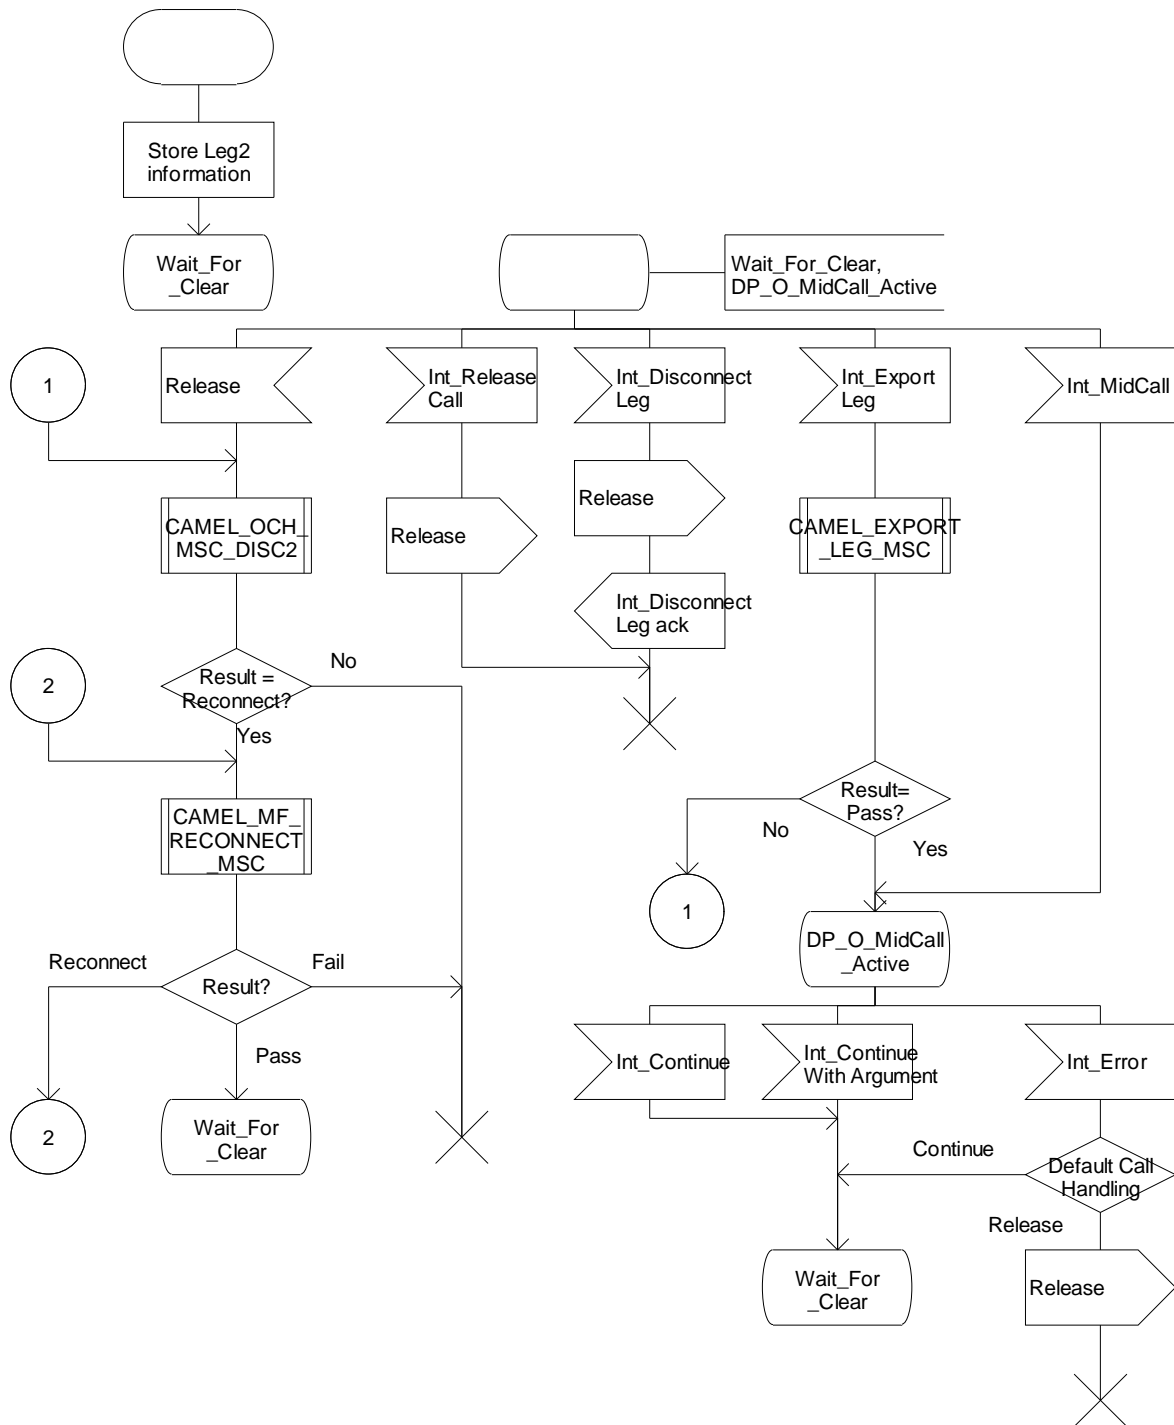 Store Leg2
information
Wait_For
_Clear
Wait_For_Clear,
DP_O_MidCall_Active
1
Release
Int_Release
Call
Int_Disconnect
Leg
Int_Export
Leg
Int_MidCall
CAMEL_OCH_
MSC_DISC2
Release
Release
CAMEL_EXPORT
_LEG_MSC
Int_Disconnect
Leg ack
2
Result =
Reconnect?
No
Yes
CAMEL_MF_
RECONNECT
_MSC
Result=
Pass?
No
Yes
1
DP_O_MidCall
_Active
Reconnect
Result?
Fail
Pass
2
Wait_For
_Clear
Int_Continue
Int_Continue
With Argument
Int_Error
Continue
Default Call
Handling
Release
Wait_For
_Clear
Release